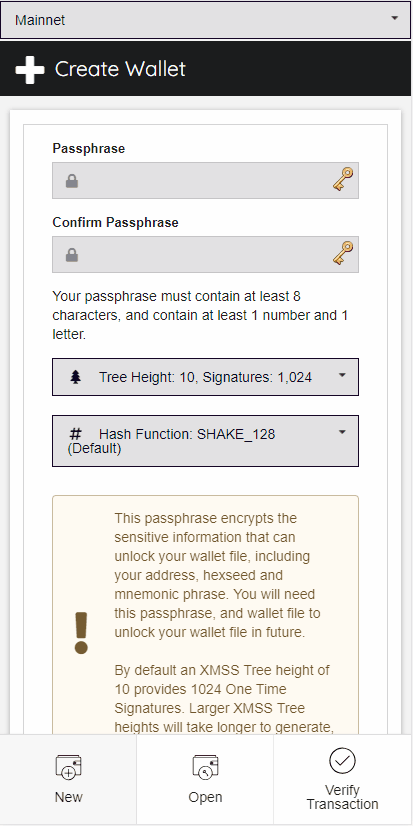 Mainnet
Create Wallet
Passphrase
Confirm Passphrase
Your passphrase must contain at least 8
characters, and contain at least 1 number and 1
letter.
Tree Height: 10, Signatures: 1,024
# Hash Function: SHAKE_128
(Default)
This passphrase encrypts the
sensitive information that can
unlock your wallet file, including
your address, hexseed and
mnemonic phrase. You will need
this passphrase, and wallet file to
unlock your wallet file in future.
By default an XMSS Tree height of
10 provides 1024 One Time
Signatures. Larger XMSS Tree
heights will take longer to generate,
New
Open
Verify
Transaction